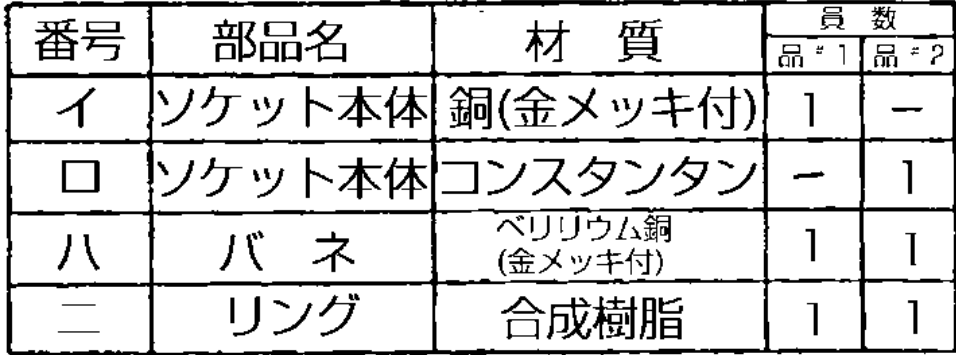 番号 部品名 材 質 員 数
品#1 品#2
イ ソケット本体 銅(金メッキ付) 1 ー
ロ ソケット本体 コンスタンタン ー 1
ハ バ ネ ベリリウム銅
(金メッキ付) 1 1
ニ リング 合成樹脂 1 1